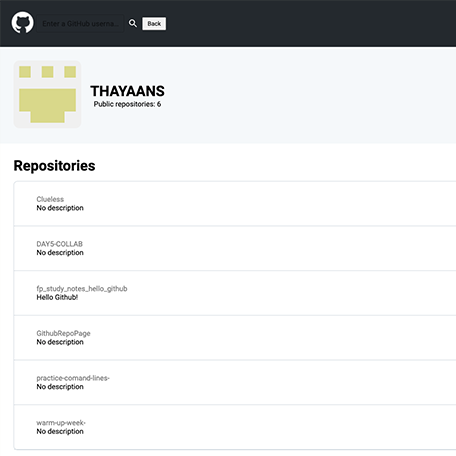 Enter a GitHub userna...
Back
THAYAANS
Public repositories: 6
Repositories
Clueless
No description
DAY5-COLLAB
No description
fp_study_notes_hello_github
Hello Github!
GithubRepoPage
No description
practice-comand-lines-
No description
warm-up-week-
No description